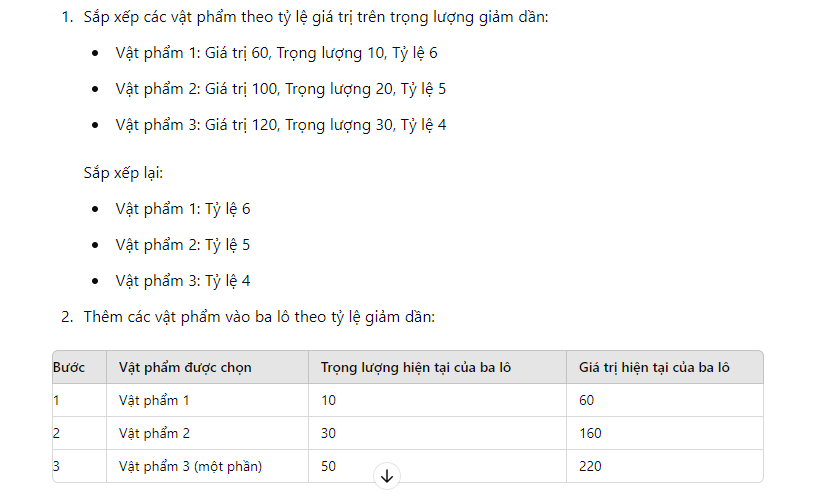 1. Sắp xếp các vật phẩm theo tỷ lệ giá trị trên trọng lượng giảm dần:
• Vật phẩm 1: Giá trị 60, Trọng lượng 10, Tỷ lệ 6
• Vật phẩm 2: Giá trị 100, Trọng lượng 20, Tỷ lệ 5
• Vật phẩm 3: Giá trị 120, Trọng lượng 30, Tỷ lệ 4
Sắp xếp lại:
• Vật phẩm 1: Tỷ lệ 6
• Vật phẩm 2: Tỷ lệ 5
• Vật phẩm 3: Tỷ lệ 4
2. Thêm các vật phẩm vào ba lô theo tỷ lệ giảm dần:
Bước Vật phẩm được chọn Trọng lượng hiện tại của ba lô Giá trị hiện tại của ba lô
1 Vật phẩm 1 10 60
2 Vật phẩm 2 30 160
3 Vật phẩm 3 (một phần) 50 220